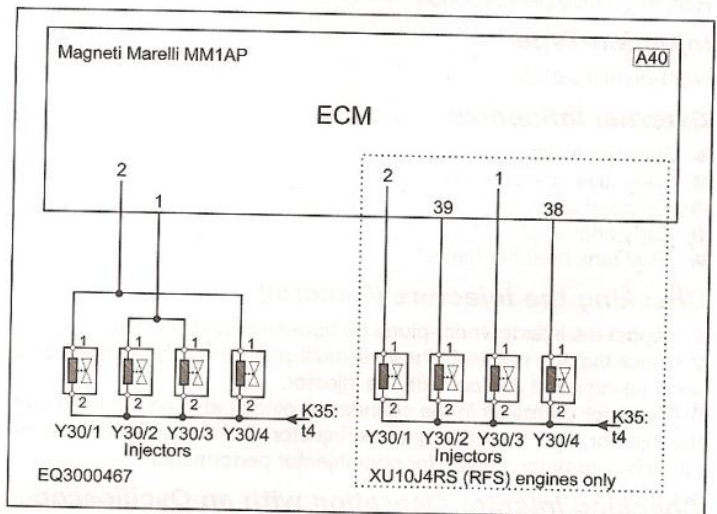 Magneti Marelli MM1AP
A40
ECM
2
1
2
39
1
38
1 1 1 1
2 2 2 2
K35:
t4
Y30/1 Y30/2 Y30/3 Y30/4
Injectors
1 1 1 1
2 2 2 2
K35:
t4
Y30/1 Y30/2 Y30/3 Y30/4
Injectors
XU10J4RS (RFS) engines only
EQ3000467